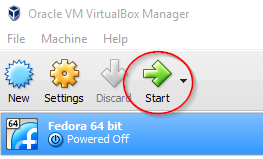 Oracle VM VirtualBox Manager
File Machine Help
New Settings Discard Start
64 Fedora 64 bit
Powered Off